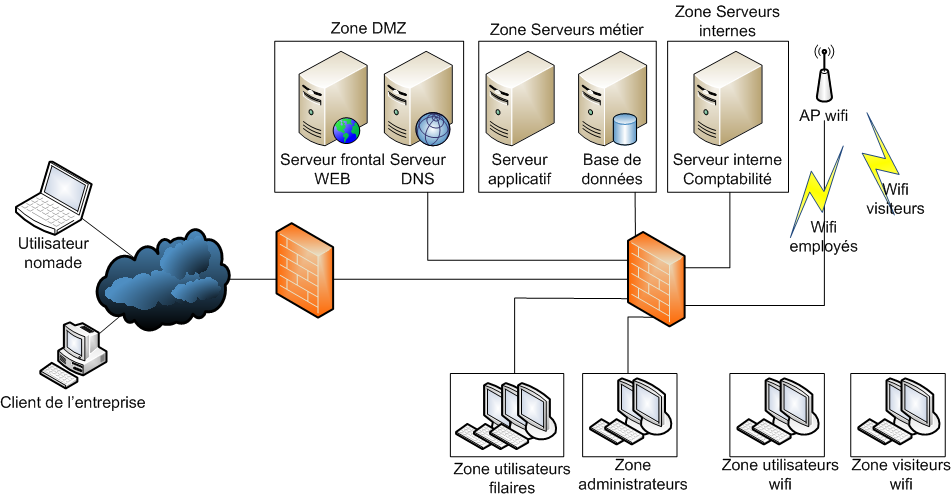 Zone DMZ
Zone Serveurs métier
Zone Serveurs
internes
AP wifi
Serveur frontal
WEB
Serveur
DNS
Serveur
applicatif
Base de
données
Serveur interne
Comptabilité
Wifi
visiteurs
Wifi
employés
Utilisateur
nomade
Client de l'entreprise
Zone utilisateurs
filaires
Zone
administrateurs
Zone utilisateurs
wifi
Zone visiteurs
wifi